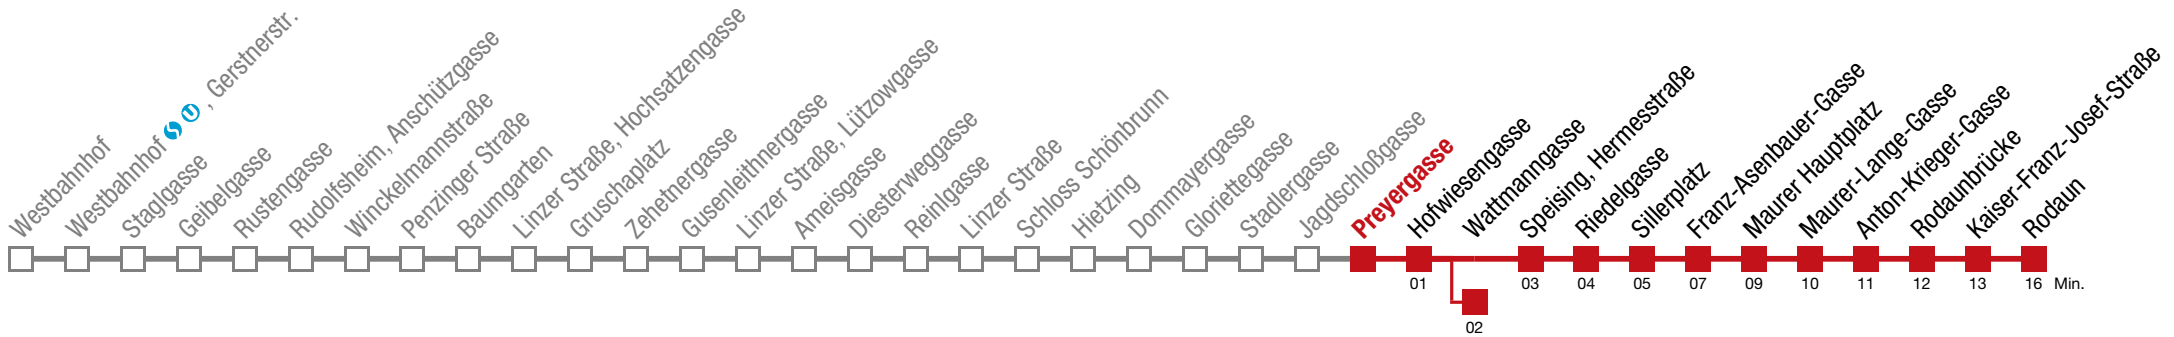 Westbahnhof
Westbahnhof S U, Gerstnerstr.
Staglgasse
Geibelgasse
Rustengasse
Rudolfsheim, Anschützgasse
Winckelmannstraße
Penzinger Straße
Baumgarten
Linzer Straße, Hochsatzengasse
Gruschaplatz
Zehetnergasse
Gusenleithnergasse
Linzer Straße, Lützowgasse
Ameisgasse
Diesterweggasse
Reinlgasse
Linzer Straße
Schloss Schönbrunn
Hietzing
Dommayergasse
Gloriettegasse
Stadlergasse
Jagdschloßgasse
Preyergasse
Hofwiesengasse
Wattmanngasse
Speising, Hermesstraße
Riedelgasse
Sillerplatz
Franz-Asenbauer-Gasse
Maurer Hauptplatz
Maurer-Lange-Gasse
Anton-Krieger-Gasse
Rodaunbrücke
Kaiser-Franz-Josef-Straße
Rodaun
01 03 04 05 07 09 10 11 12 13 16 Min.
02